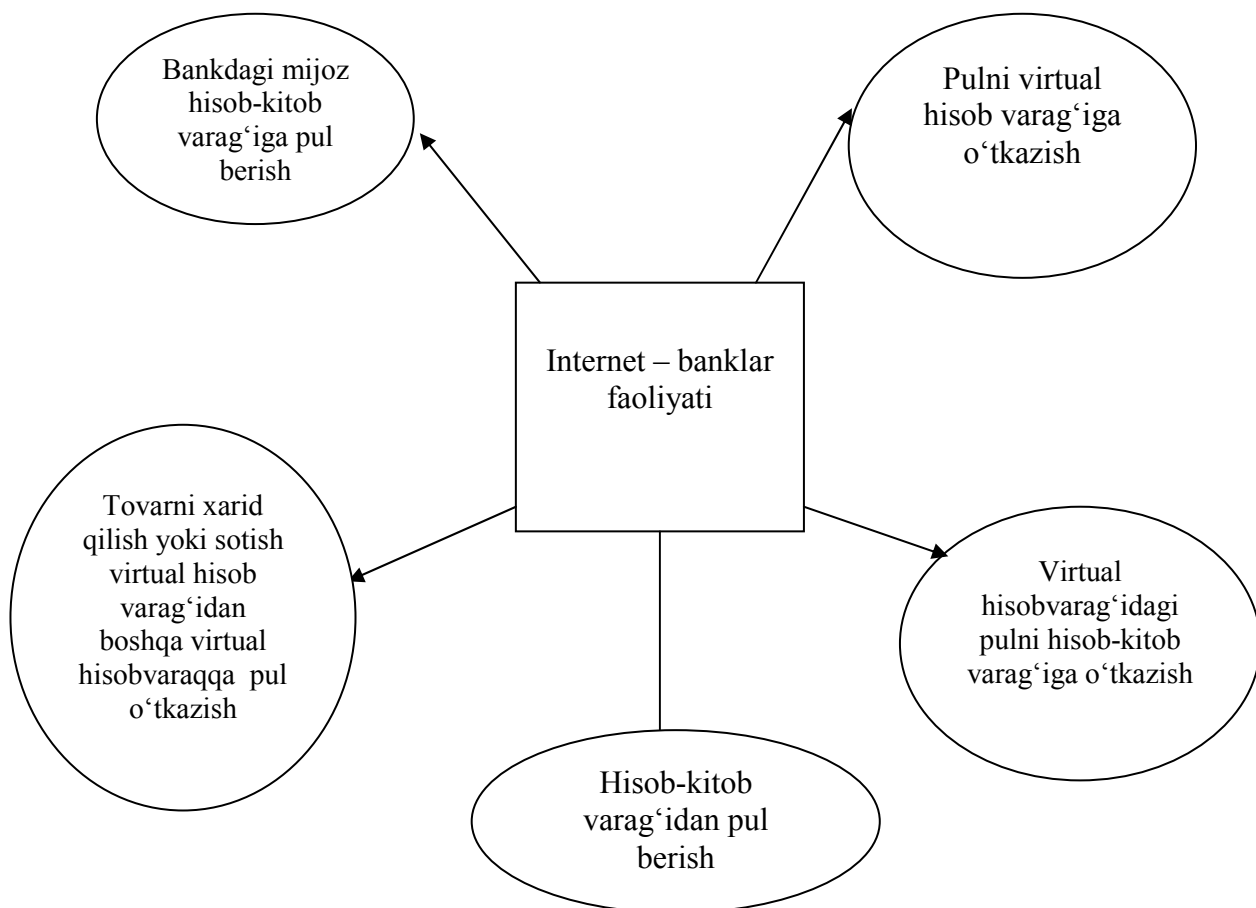 Bankdagi mijoz
hisob-kitob
varag‘iga pul
berish
Pulni virtual
hisob varag‘iga
o‘tkazish
Internet – banklar
faoliyati
Tovarni xarid
qilish yoki sotish
virtual hisob
varag‘idan
boshqa virtual
hisobvaraqqa pul
o‘tkazish
Virtual
hisobvarag‘idagi
pulni hisob-kitob
varag‘iga o‘tkazish
Hisob-kitob
varag‘idan pul
berish